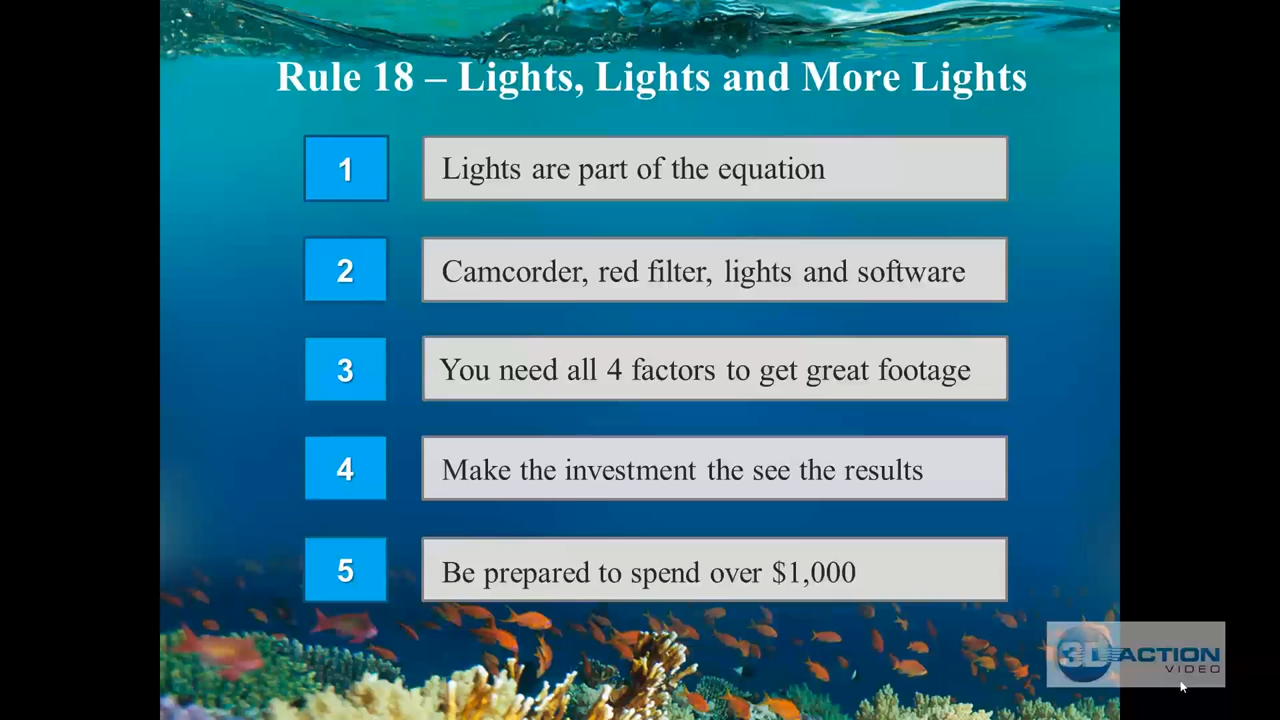 Rule 18 – Lights, Lights and More Lights
1 Lights are part of the equation
2 Camcorder, red filter, lights and software
3 You need all 4 factors to get great footage
4 Make the investment the see the results
5 Be prepared to spend over $1,000
3D ACTION
VIDEO